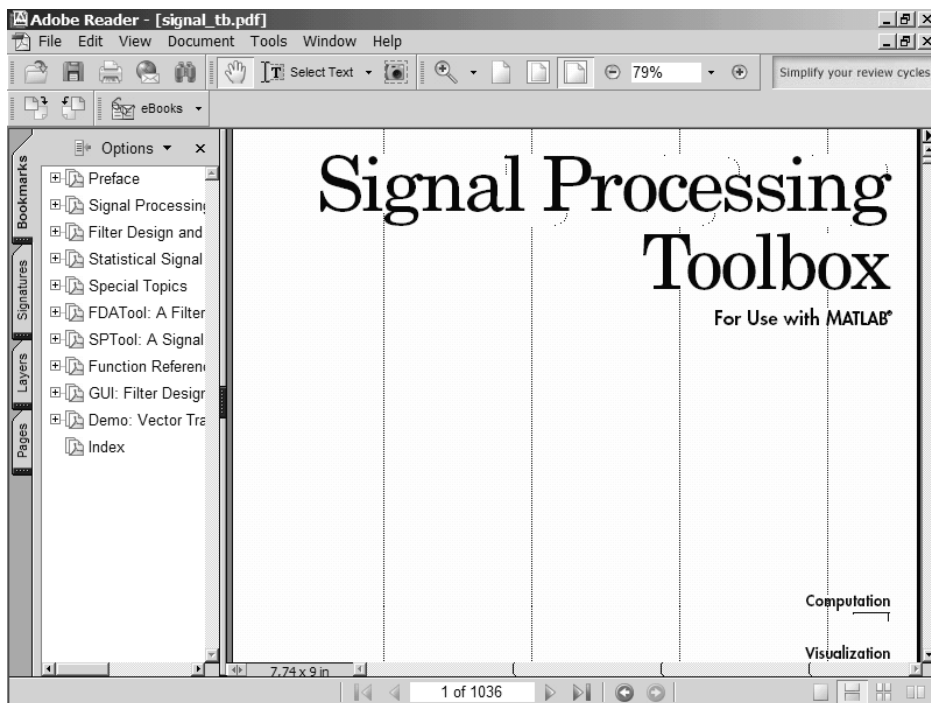 Adobe Reader - [signal_tb.pdf]
File Edit View Document Tools Window Help
Select Text 79% Simplify your review cycles
eBooks
Options
Bookmarks
Signatures
Layers
Pages
Preface
Signal Processing
Filter Design and
Statistical Signal
Special Topics
FDATool: A Filter
SPTool: A Signal
Function Referen
GUI: Filter Design
Demo: Vector Tra
Index
Signal Processing
Toolbox
For Use with MATLAB®
Computation
Visualization
7.74 x 9 in
1 of 1036